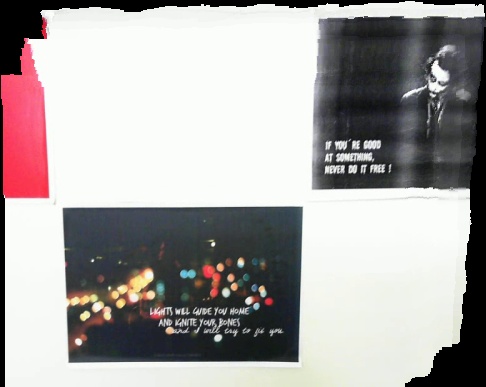 IF YOU´RE GOOD
AT SOMETHING,
NEVER DO IT FREE !
LIGHTS WILL GUIDE YOU HOME
AND IGNITE YOUR BONES
and I will try to fix you